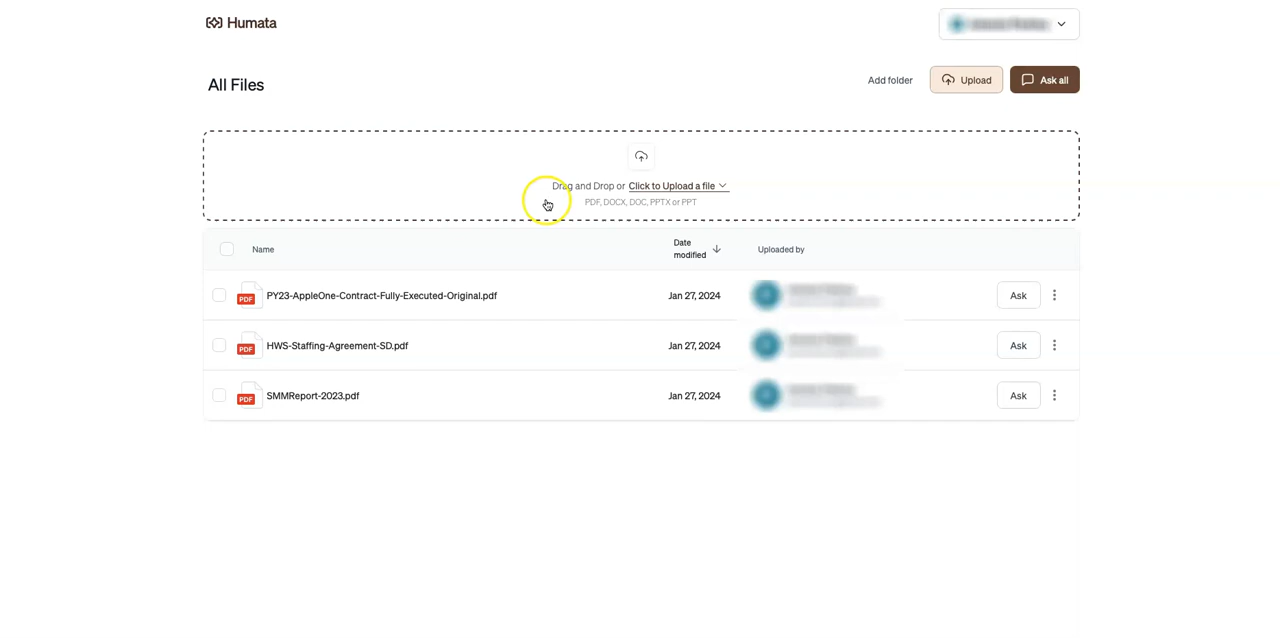 Humata
All Files
Add folder
Upload
Ask all
Drag and Drop or Click to Upload a file
PDF, DOCX, DOC, PPTX or PPT
Name
Date modified
Uploaded by
PDF
PY23-AppleOne-Contract-Fully-Executed-Original.pdf
Jan 27, 2024
Ask
PDF
HWS-Staffing-Agreement-SD.pdf
Jan 27, 2024
Ask
PDF
SMMReport-2023.pdf
Jan 27, 2024
Ask